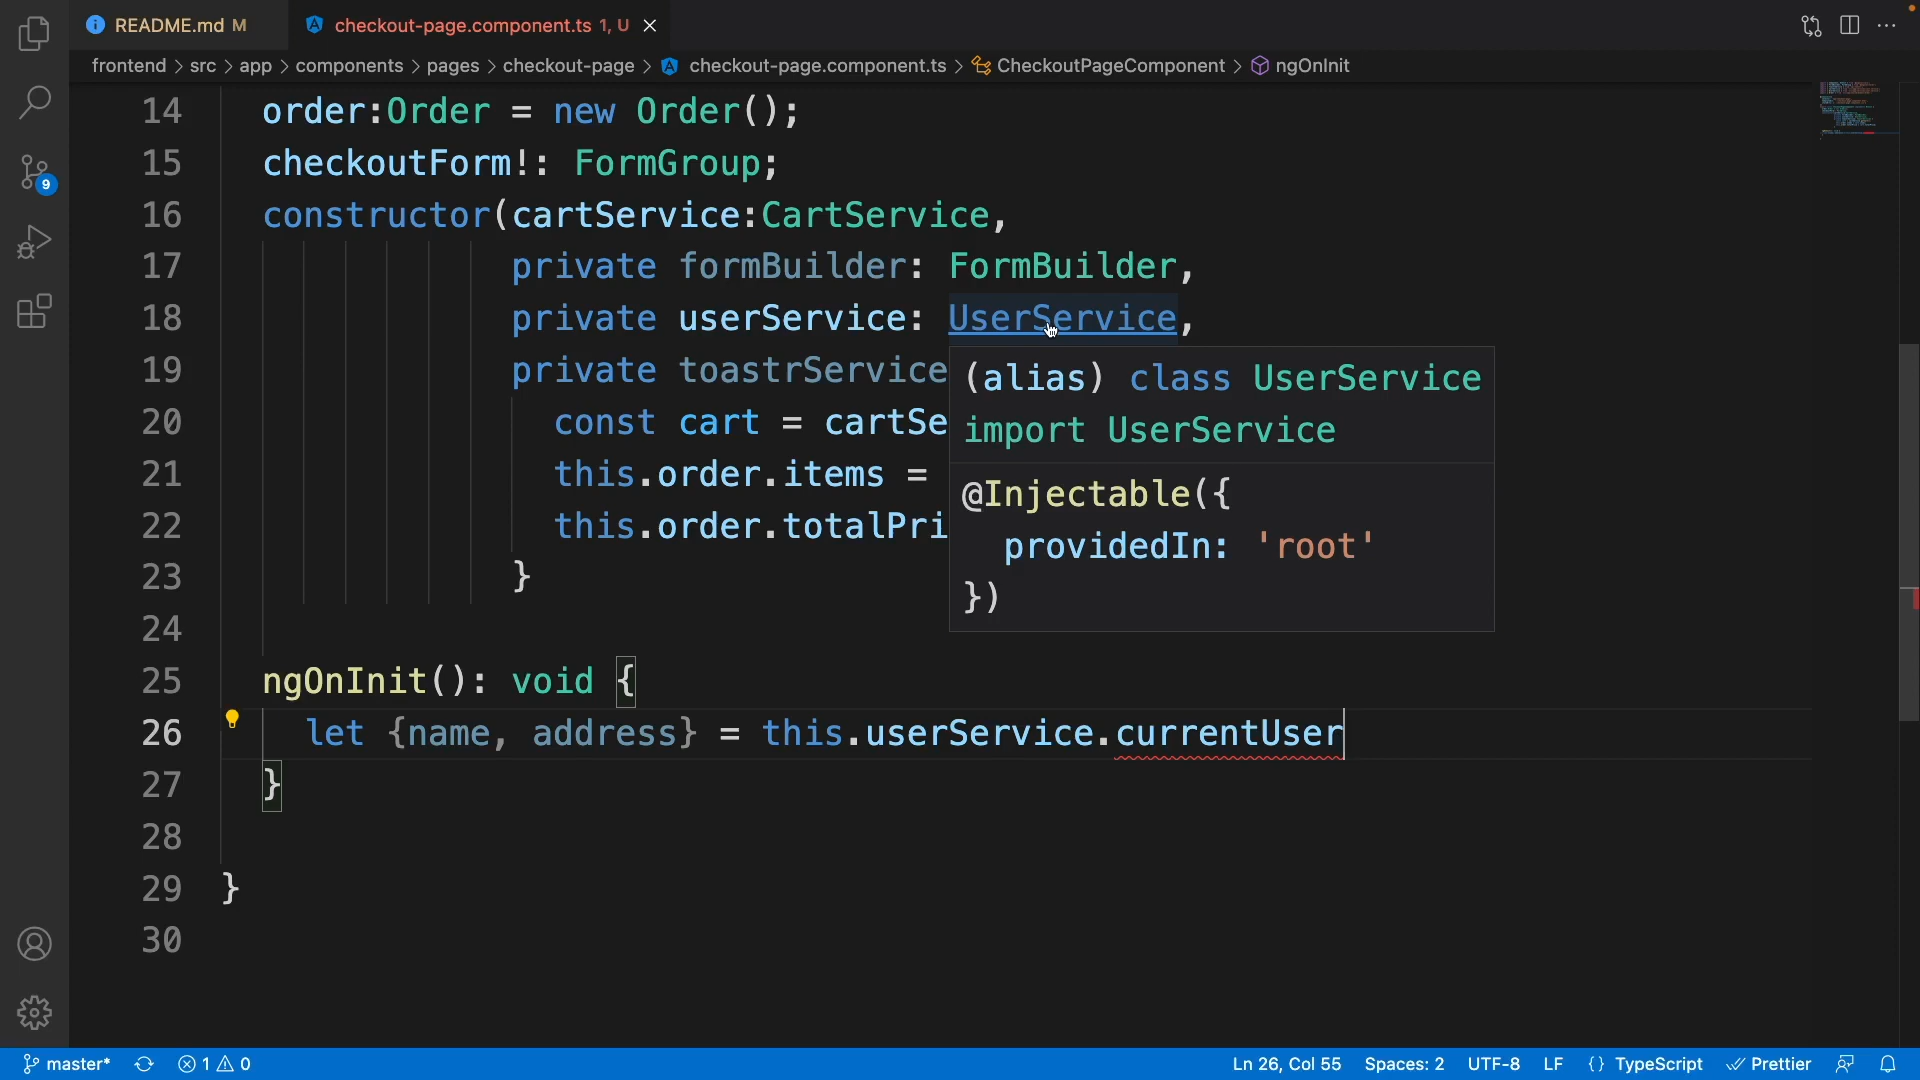 README.md M
checkout-page.component.ts 1, U
frontend > src > app > components > pages > checkout-page > checkout-page.component.ts > CheckoutPageComponent > ngOnInit
14 order:Order = new Order();
15 checkoutForm!: FormGroup;
16 constructor(cartService:CartService,
17 private formBuilder: FormBuilder,
18 private userService: UserService,
19 private toastrService
20 const cart = cartSe
21 this.order.items =
22 this.order.totalPri
23 }
24
25 ngOnInit(): void {
26 let {name, address} = this.userService.currentUser
27 }
28
29 }
30
(alias) class UserService
import UserService
@Injectable({
providedIn: 'root'
})
9
master* 1 0 Ln 26, Col 55 Spaces: 2 UTF-8 LF {} TypeScript Prettier